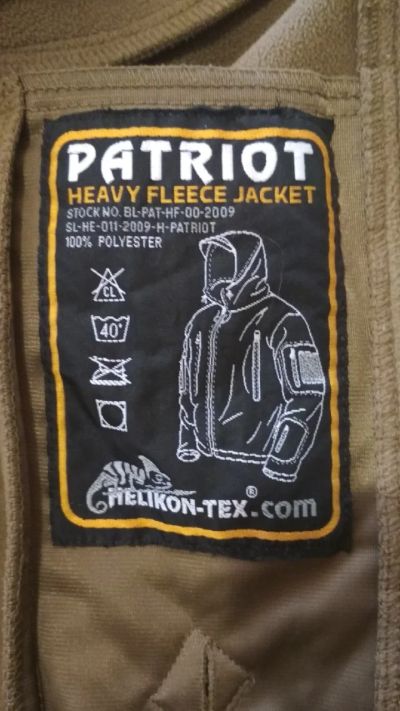 PATRIOT
HEAVY FLEECE JACKET
STOCK NO. BL-PAT-HF-00-2009
SL-HE-011-2009-H-PATRIOT
100% POLYESTER
CL
40°
HELIKON-TEX®.com